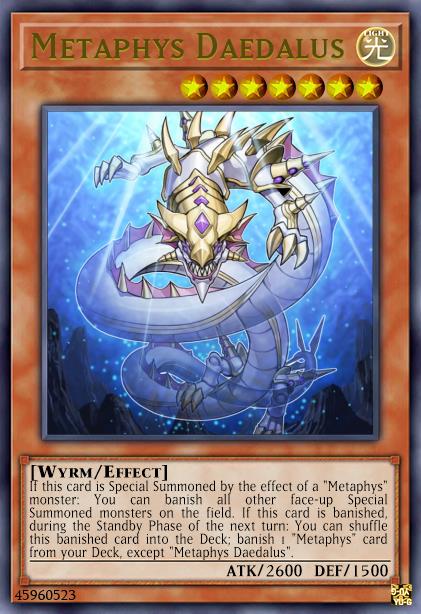 METAPHYS DAEDALUS
LIGHT
光
[WYRM/EFFECT]
If this card is Special Summoned by the effect of a "Metaphys"
monster: You can banish all other face-up Special
Summoned monsters on the field. If this card is banished,
during the Standby Phase of the next turn: You can shuffle
this banished card into the Deck; banish 1 "Metaphys" card
from your Deck, except "Metaphys Daedalus".
ATK/2600 DEF/1500
45960523